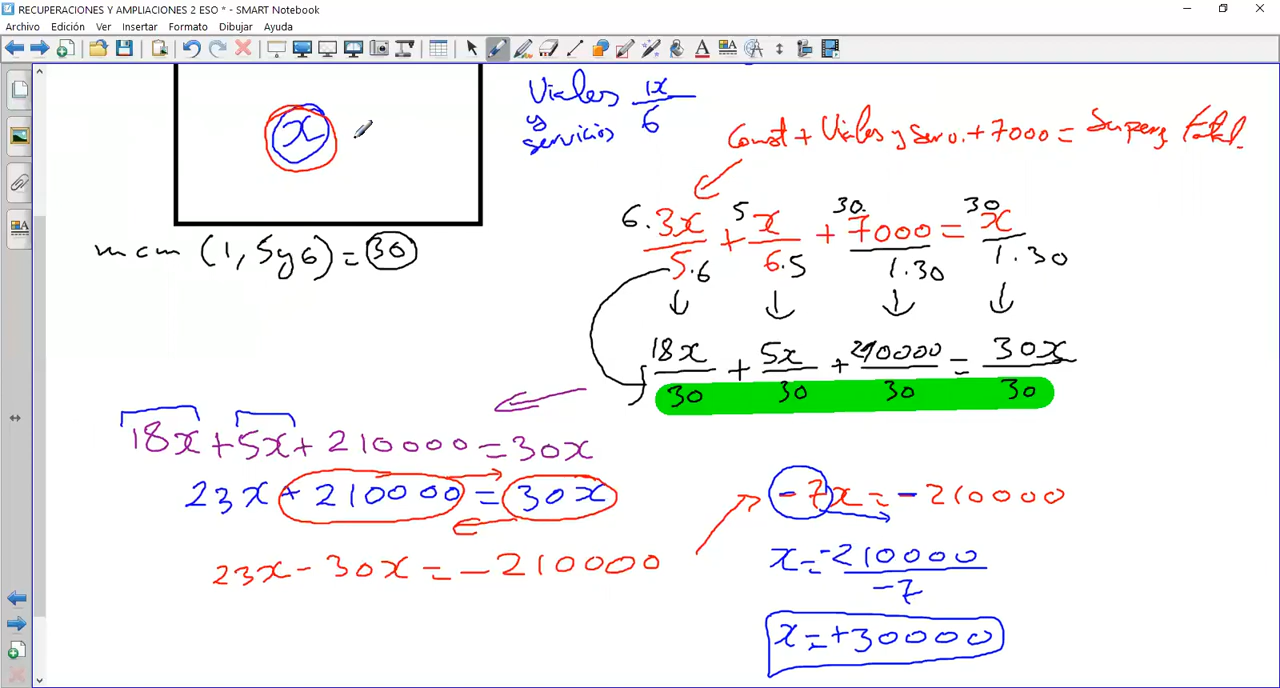 RECUPERACIONES Y AMPLIACIONES 2 ESO * - SMART Notebook
Archivo Edición Ver Insertar Formato Dibujar Ayuda
Viales 1x/6
y
servicios
x
Const + Viales y Serv. + 7000 = Superf total.
mcm (1, 5 y 6) = 30
6·3x/5·6 + 5x/6·5 + 30·7000/1·30 = 30x/1·30
18x/30 + 5x/30 + 210000/30 = 30x/30
18x + 5x + 210000 = 30x
23x + 210000 = 30x
23x - 30x = - 210000
- 7x = - 210000
x = -210000/-7
x = +30000